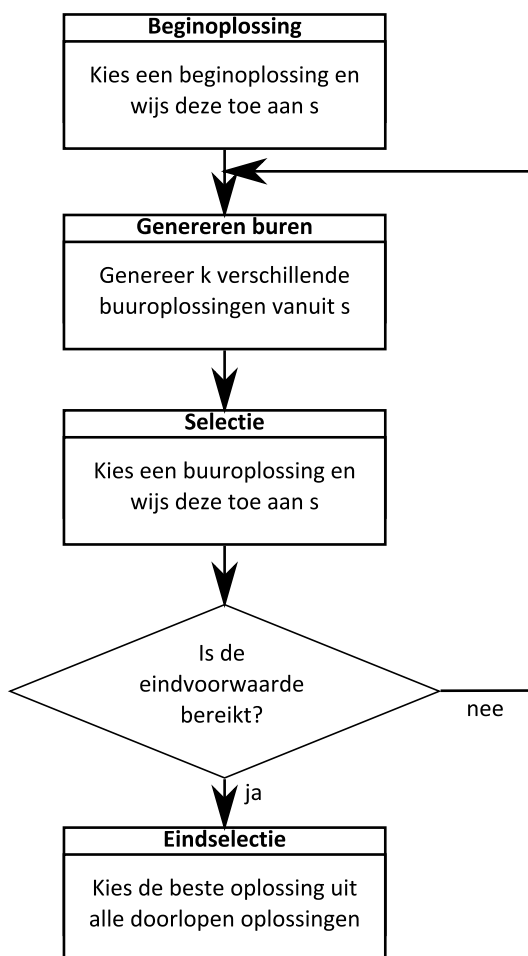 Beginoplossing
Kies een beginoplossing en
wijs deze toe aan s
Genereren buren
Genereer k verschillende
buuroplossingen vanuit s
Selectie
Kies een buuroplossing en
wijs deze toe aan s
Is de
eindvoorwaarde
bereikt?
nee
ja
Eindselectie
Kies de beste oplossing uit
alle doorlopen oplossingen